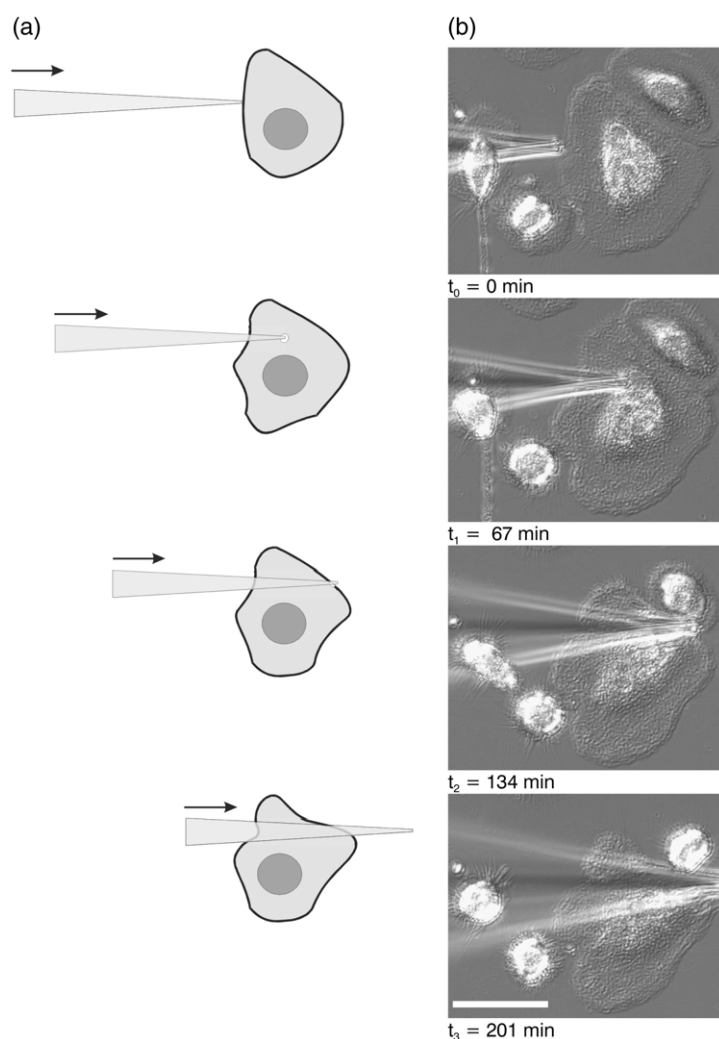 (a)
(b)
t₀ = 0 min
t₁ = 67 min
t₂ = 134 min
t₃ = 201 min